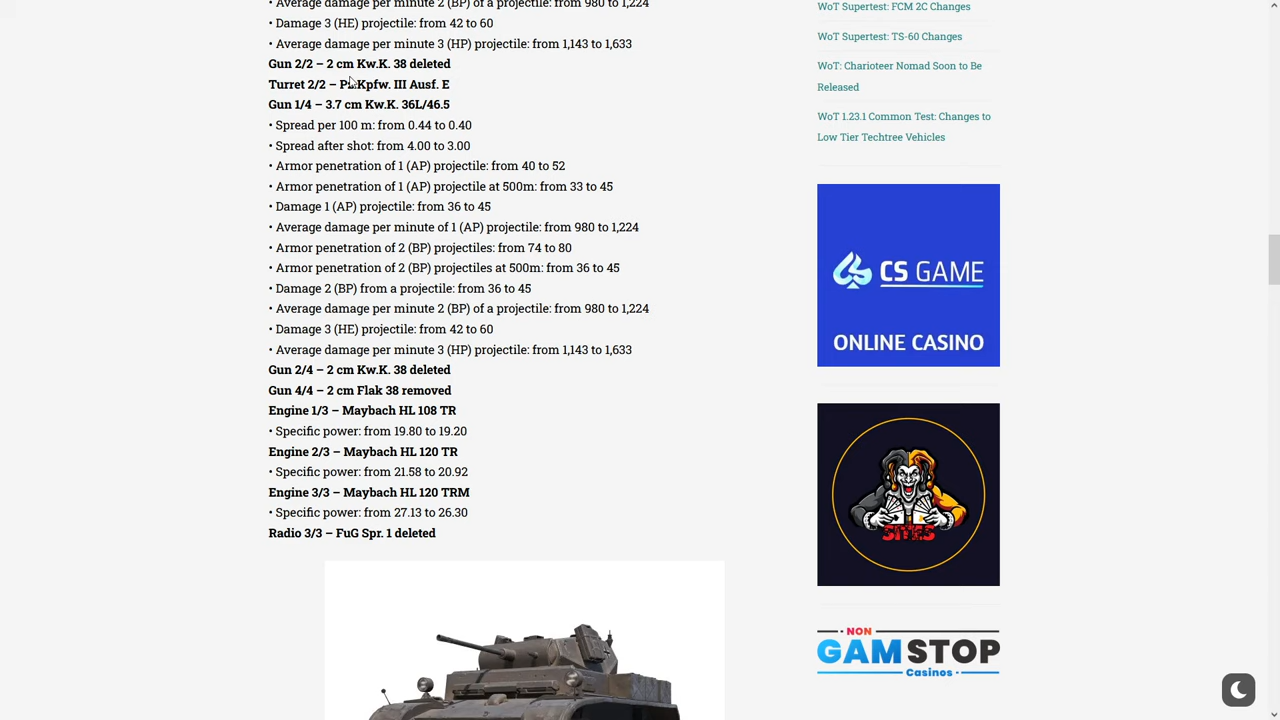 • Average damage per minute 2 (BP) of a projectile: from 980 to 1,224
• Damage 3 (HE) projectile: from 42 to 60
• Average damage per minute 3 (HP) projectile: from 1,143 to 1,633
Gun 2/2 – 2 cm Kw.K. 38 deleted
Turret 2/2 – Pz.Kpfw. III Ausf. E
Gun 1/4 – 3.7 cm Kw.K. 36L/46.5
• Spread per 100 m: from 0.44 to 0.40
• Spread after shot: from 4.00 to 3.00
• Armor penetration of 1 (AP) projectile: from 40 to 52
• Armor penetration of 1 (AP) projectile at 500m: from 33 to 45
• Damage 1 (AP) projectile: from 36 to 45
• Average damage per minute of 1 (AP) projectile: from 980 to 1,224
• Armor penetration of 2 (BP) projectiles: from 74 to 80
• Armor penetration of 2 (BP) projectiles at 500m: from 36 to 45
• Damage 2 (BP) from a projectile: from 36 to 45
• Average damage per minute 2 (BP) of a projectile: from 980 to 1,224
• Damage 3 (HE) projectile: from 42 to 60
• Average damage per minute 3 (HP) projectile: from 1,143 to 1,633
Gun 2/4 – 2 cm Kw.K. 38 deleted
Gun 4/4 – 2 cm Flak 38 removed
Engine 1/3 – Maybach HL 108 TR
• Specific power: from 19.80 to 19.20
Engine 2/3 – Maybach HL 120 TR
• Specific power: from 21.58 to 20.92
Engine 3/3 – Maybach HL 120 TRM
• Specific power: from 27.13 to 26.30
Radio 3/3 – FuG Spr. 1 deleted
WoT Supertest: FCM 2C Changes
WoT Supertest: TS-60 Changes
WoT: Charioteer Nomad Soon to Be
Released
WoT 1.23.1 Common Test: Changes to
Low Tier Techtree Vehicles
CS GAME
ONLINE CASINO
SITES
NON
GAMSTOP
Casinos